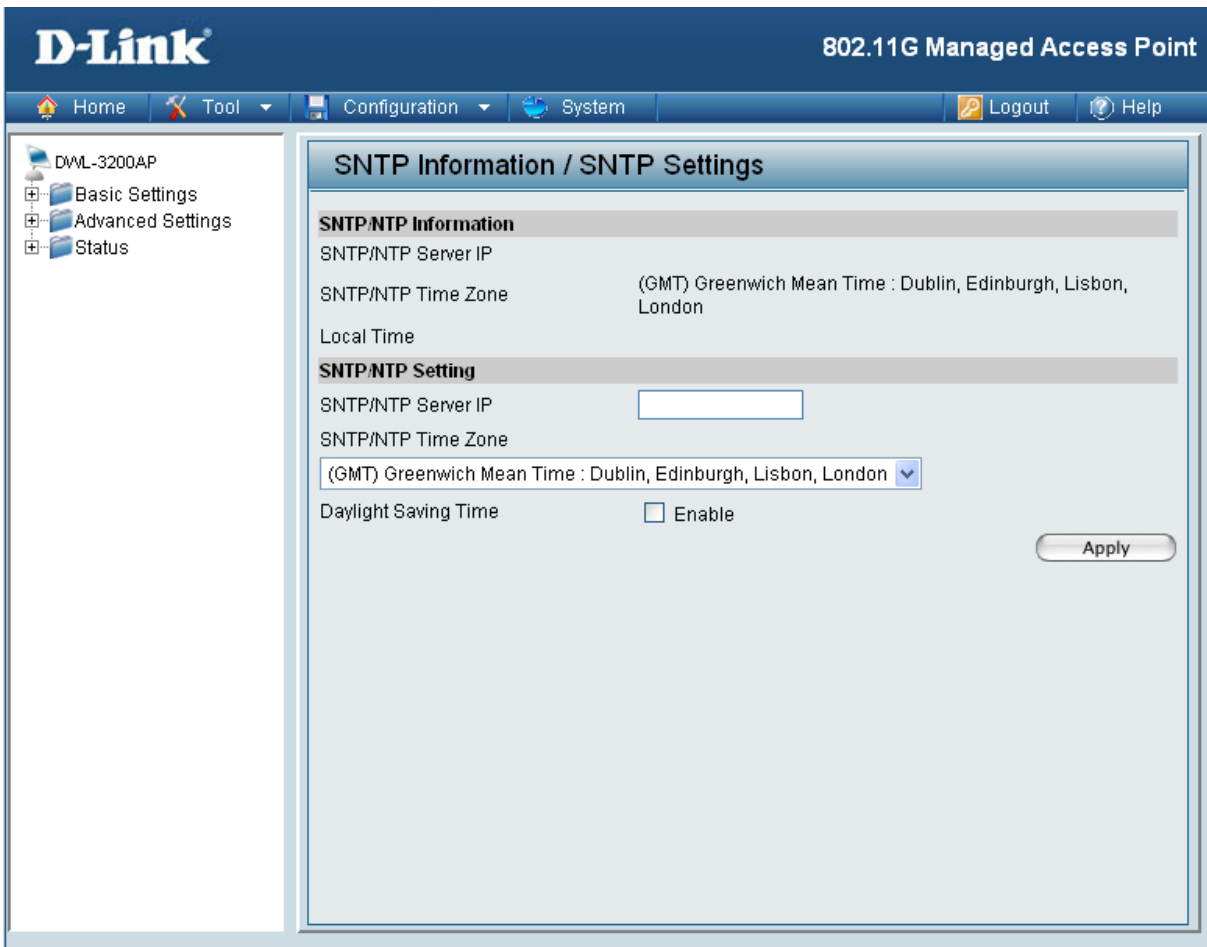 D-Link
802.11G Managed Access Point
Home
Tool
Configuration
System
Logout
Help
DWL-3200AP
Basic Settings
Advanced Settings
Status
SNTP Information / SNTP Settings
SNTP/NTP Information
SNTP/NTP Server IP
SNTP/NTP Time Zone
(GMT) Greenwich Mean Time : Dublin, Edinburgh, Lisbon,
London
Local Time
SNTP/NTP Setting
SNTP/NTP Server IP
SNTP/NTP Time Zone
(GMT) Greenwich Mean Time : Dublin, Edinburgh, Lisbon, London
Daylight Saving Time
Enable
Apply